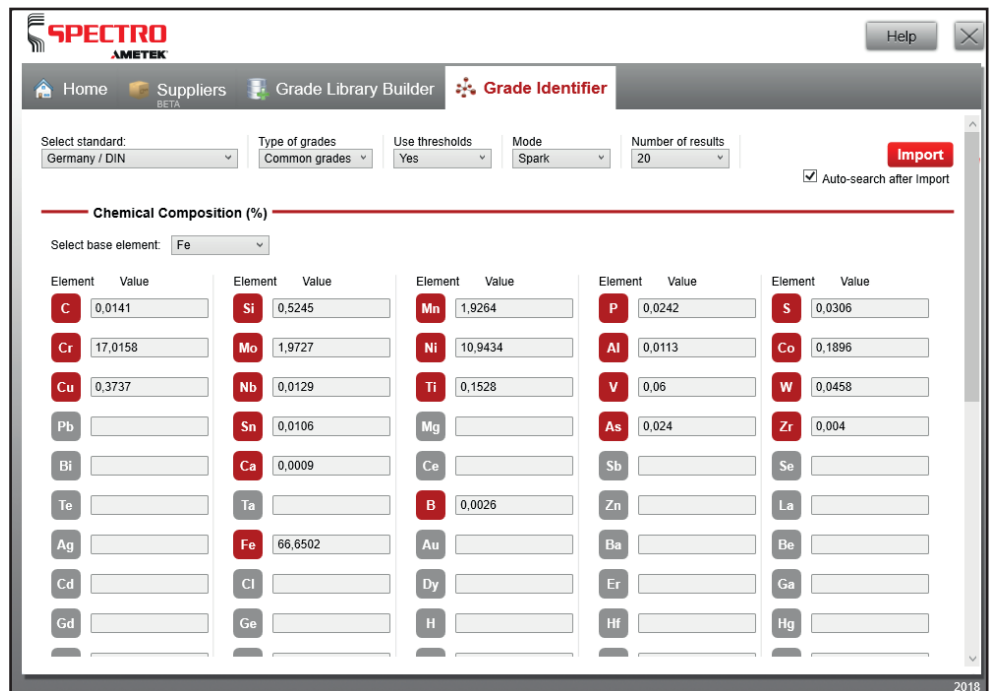 SPECTRO
AMETEK
Help
Home Suppliers Grade Library Builder Grade Identifier
BETA
Select standard: Type of grades Use thresholds Mode Number of results
Germany / DIN Common grades Yes Spark 20
Import
Auto-search after Import
Chemical Composition (%)
Select base element: Fe
Element Value Element Value Element Value Element Value Element Value
C 0,0141 Si 0,5245 Mn 1,9264 P 0,0242 S 0,0306
Cr 17,0158 Mo 1,9727 Ni 10,9434 Al 0,0113 Co 0,1896
Cu 0,3737 Nb 0,0129 Ti 0,1528 V 0,06 W 0,0458
Pb Sn 0,0106 Mg As 0,024 Zr 0,004
Bi Ca 0,0009 Ce Sb Se
Te Ta B 0,0026 Zn La
Ag Fe 66,6502 Au Ba Be
Cd Cl Dy Er Ga
Gd Ge H Hf Hg
2018